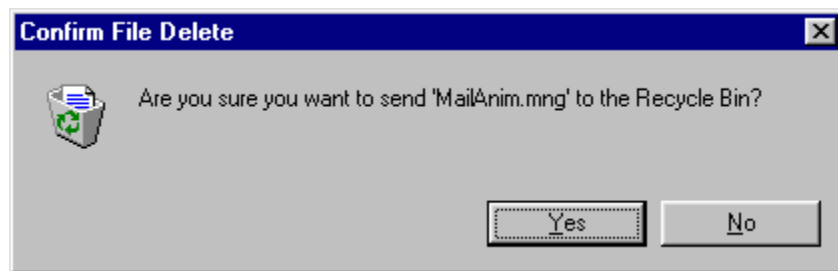 Confirm File Delete
Are you sure you want to send 'MailAnim.mng' to the Recycle Bin?
Yes
No